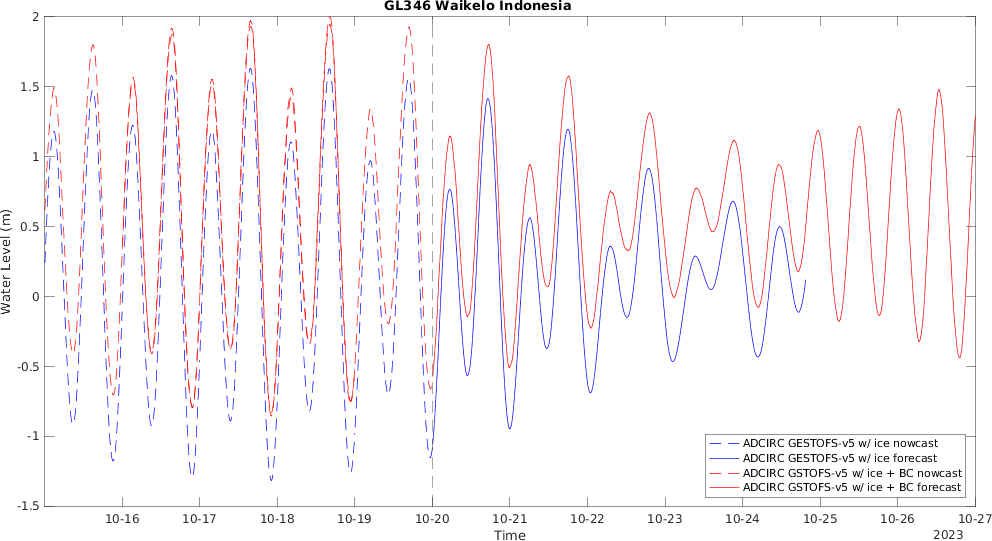 GL346 Waikelo Indonesia
2
1.5
1
0.5
0
-0.5
-1
-1.5
Water Level (m)
ADCIRC GESTOFS-v5 w/ ice nowcast
ADCIRC GESTOFS-v5 w/ ice forecast
ADCIRC GSTOFS-v5 w/ ice + BC nowcast
ADCIRC GSTOFS-v5 w/ ice + BC forecast
10-16 10-17 10-18 10-19 10-20 10-21 10-22 10-23 10-24 10-25 10-26 10-27
Time
2023